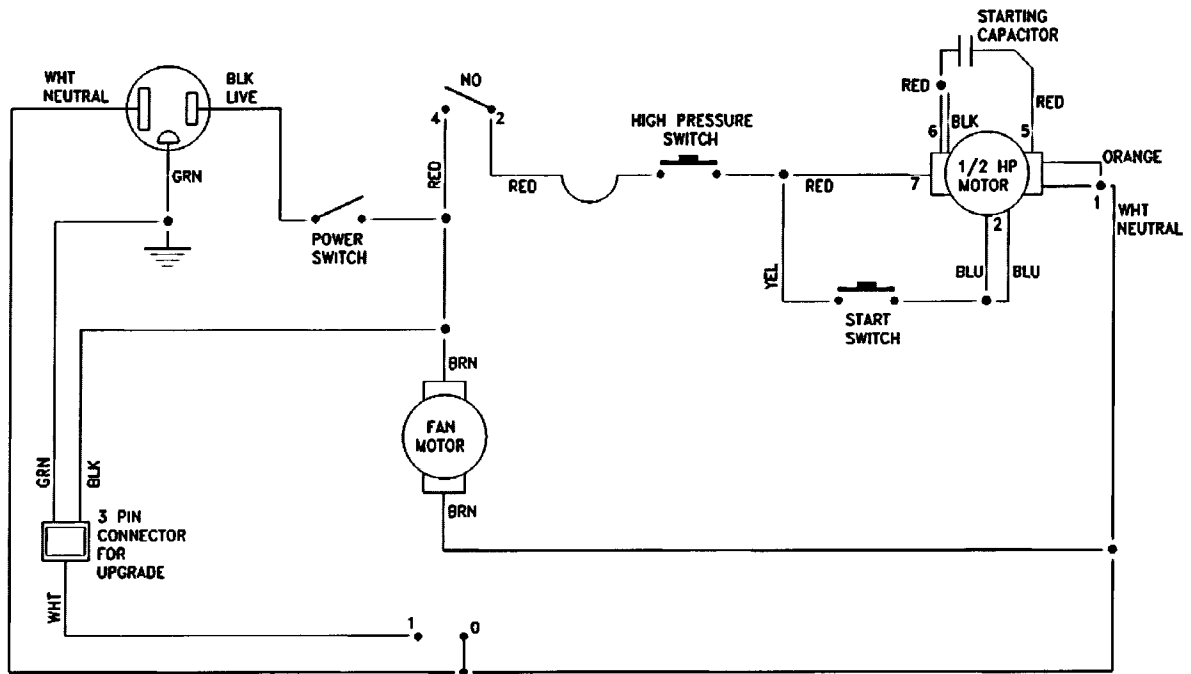 STARTING
CAPACITOR
WHT
NEUTRAL
BLK
LIVE
NO
4
2
RED
RED
HIGH PRESSURE
SWITCH
6
BLK
5
1/2 HP
MOTOR
ORANGE
GRN
RED
RED
RED
7
1
WHT
NEUTRAL
2
POWER
SWITCH
YEL
BLU
BLU
START
SWITCH
BRN
FAN
MOTOR
GRN
BLK
BRN
3 PIN
CONNECTOR
FOR
UPGRADE
WHT
1
0